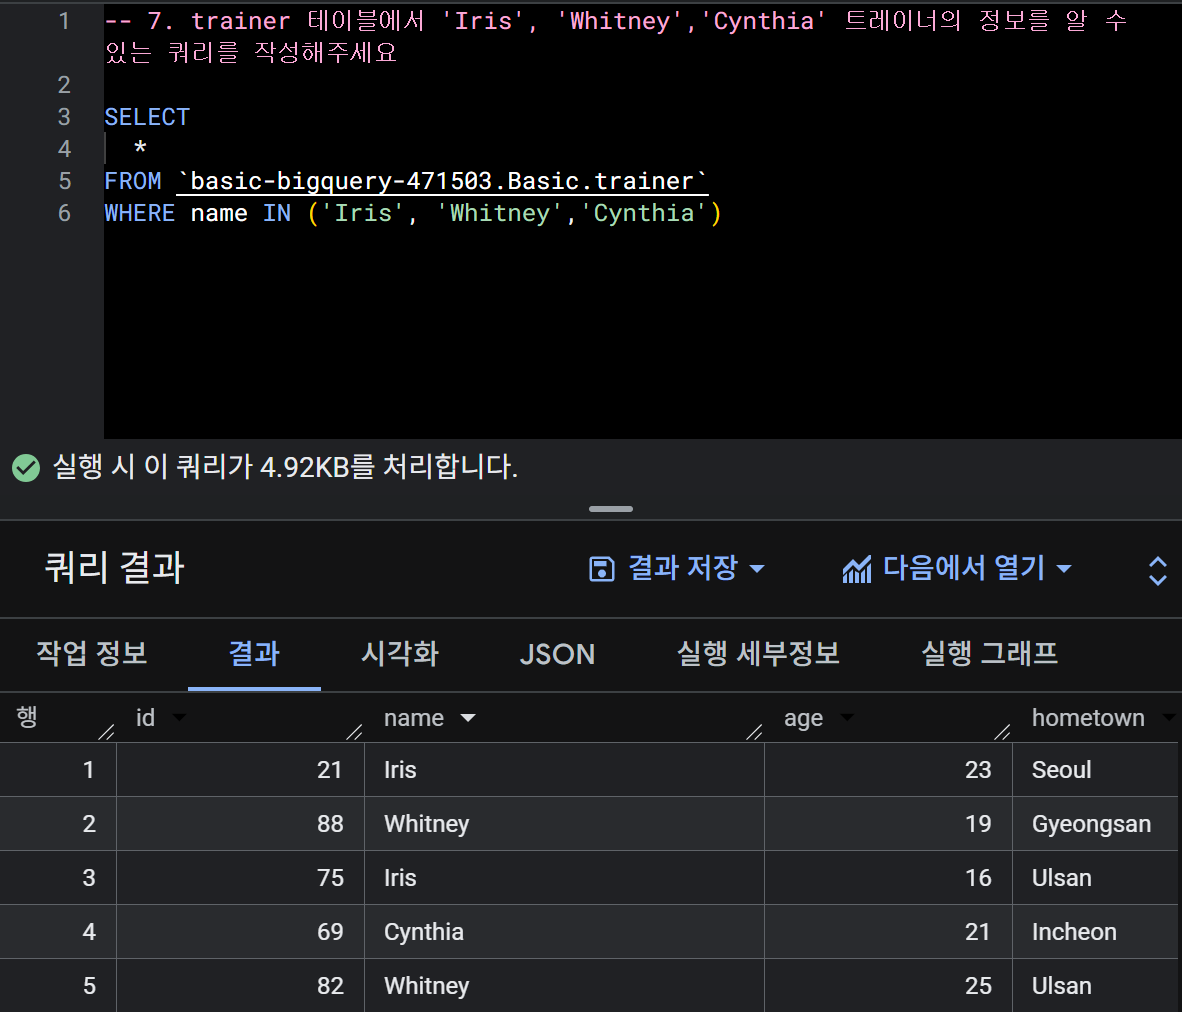 1 -- 7. trainer 테이블에서 'Iris', 'Whitney','Cynthia' 트레이너의 정보를 알 수
있는 쿼리를 작성해주세요
2
3 SELECT
4 *
5 FROM `basic-bigquery-471503.Basic.trainer`
6 WHERE name IN ('Iris', 'Whitney','Cynthia')
실행 시 이 쿼리가 4.92KB를 처리합니다.
쿼리 결과 결과 저장 다음에서 열기
작업 정보 결과 시각화 JSON 실행 세부정보 실행 그래프
행 id name age hometown
1 21 Iris 23 Seoul
2 88 Whitney 19 Gyeongsan
3 75 Iris 16 Ulsan
4 69 Cynthia 21 Incheon
5 82 Whitney 25 Ulsan